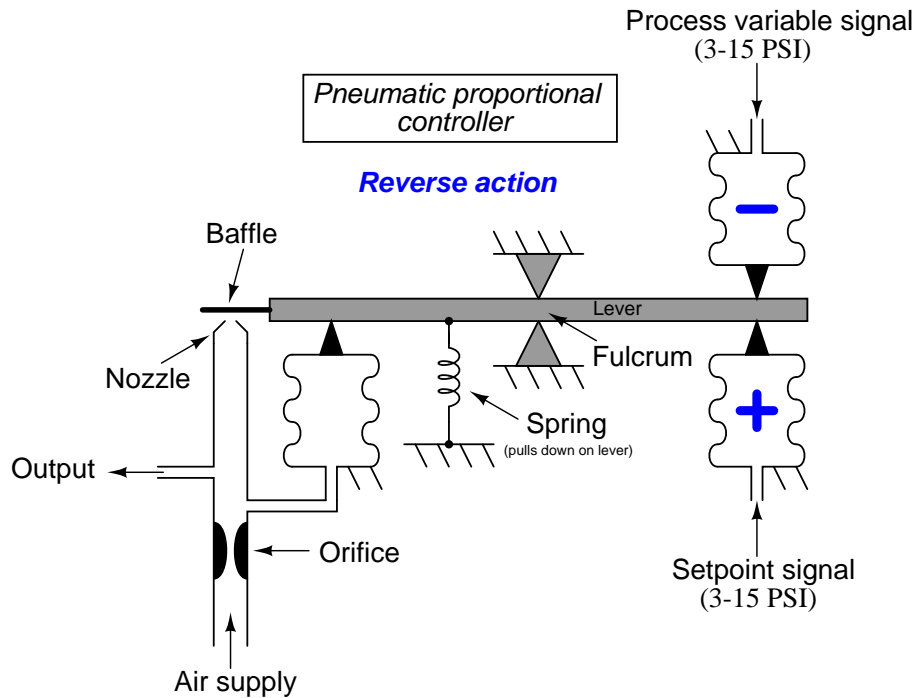 Process variable signal
(3-15 PSI)
Pneumatic proportional
controller
Reverse action
−
Baffle
Lever
Nozzle
Fulcrum
+
Spring
(pulls down on lever)
Output
Orifice
Setpoint signal
(3-15 PSI)
Air supply